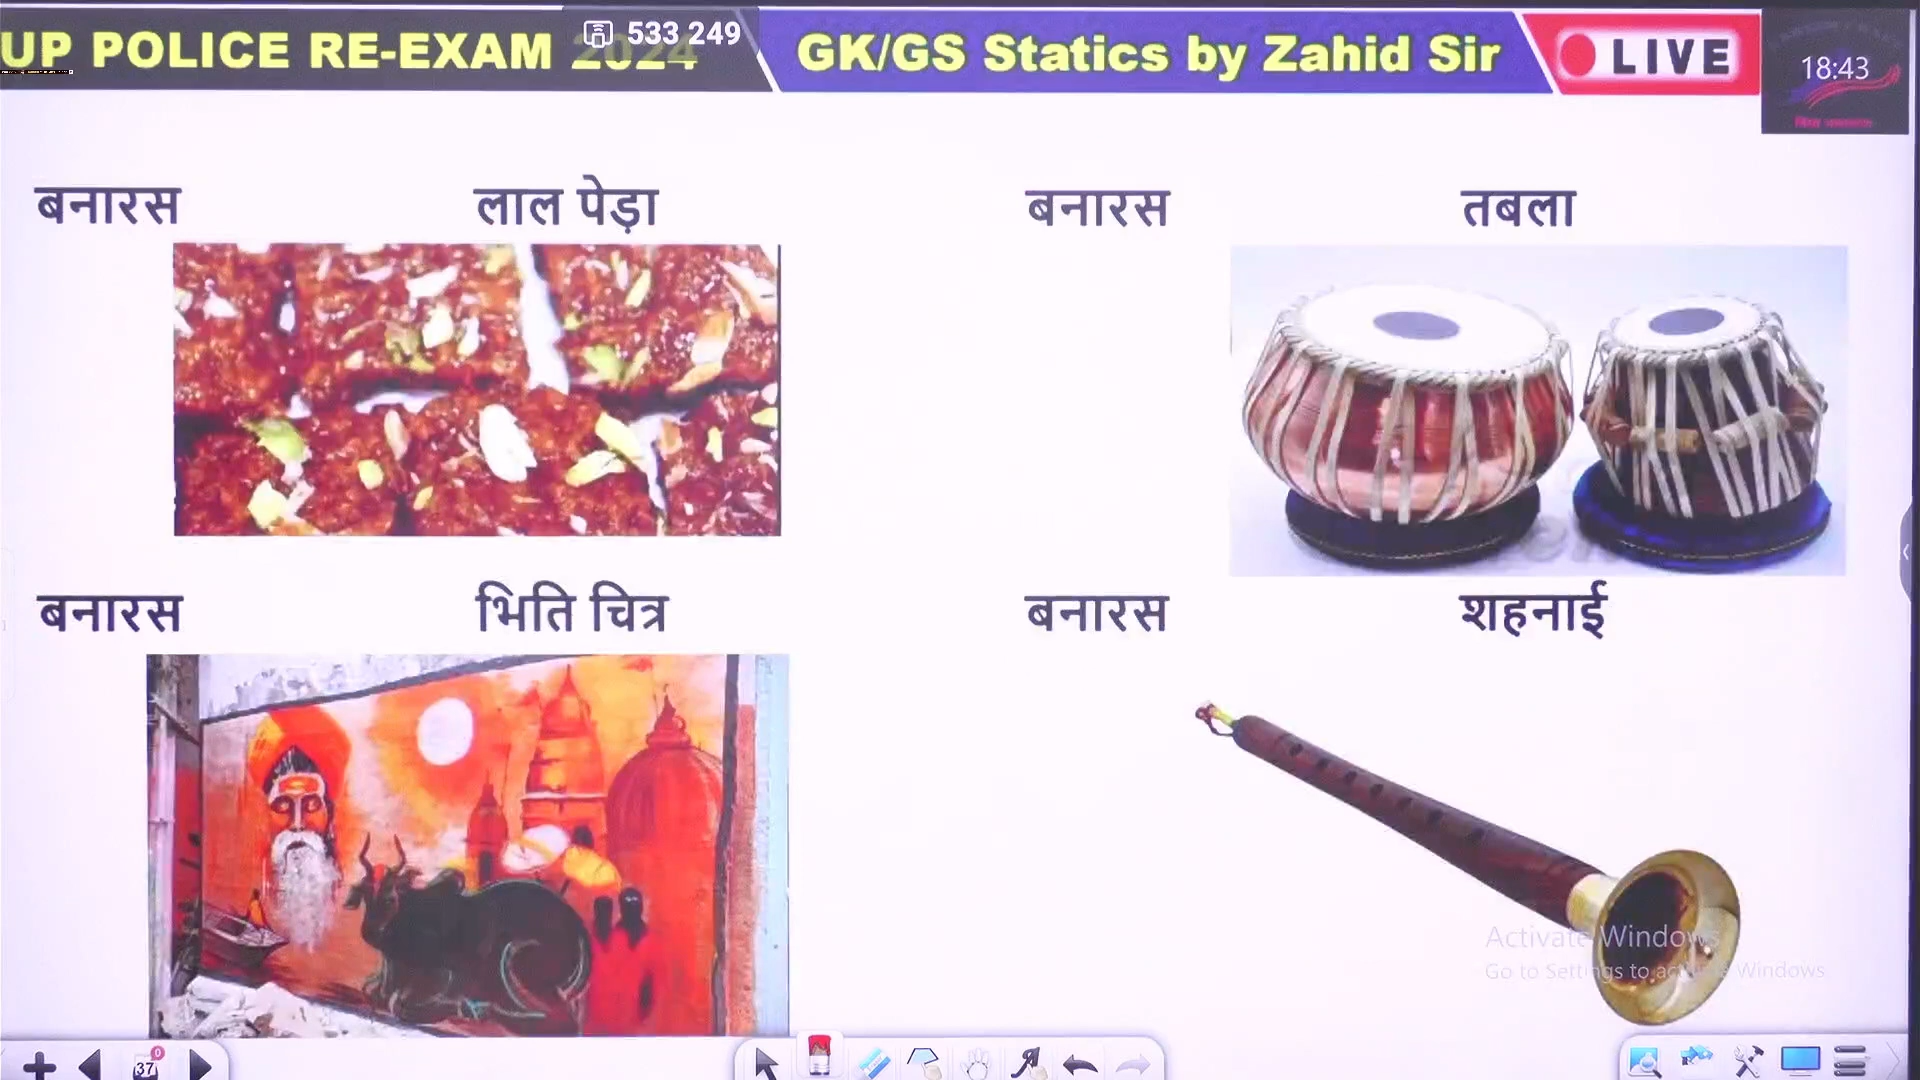 UP POLICE RE-EXAM 2024
533 249
GK/GS Statics by Zahid Sir
LIVE
18:43
बनारस लाल पेड़ा
बनारस तबला
बनारस भिति चित्र
बनारस शहनाई
Activate Windows
Go to Settings to activate Windows
37
0